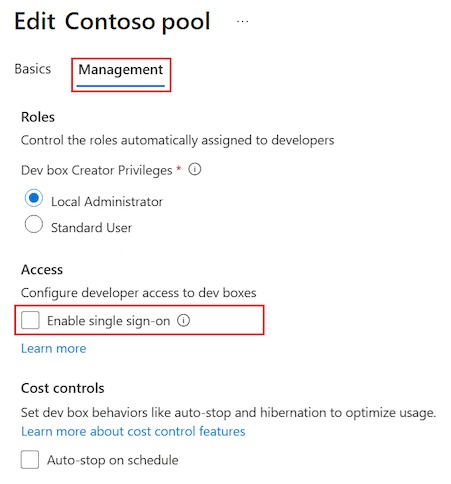 Edit Contoso pool ...
Basics Management
Roles
Control the roles automatically assigned to developers
Dev box Creator Privileges *
Local Administrator
Standard User
Access
Configure developer access to dev boxes
Enable single sign-on
Learn more
Cost controls
Set dev box behaviors like auto-stop and hibernation to optimize usage.
Learn more about cost control features
Auto-stop on schedule